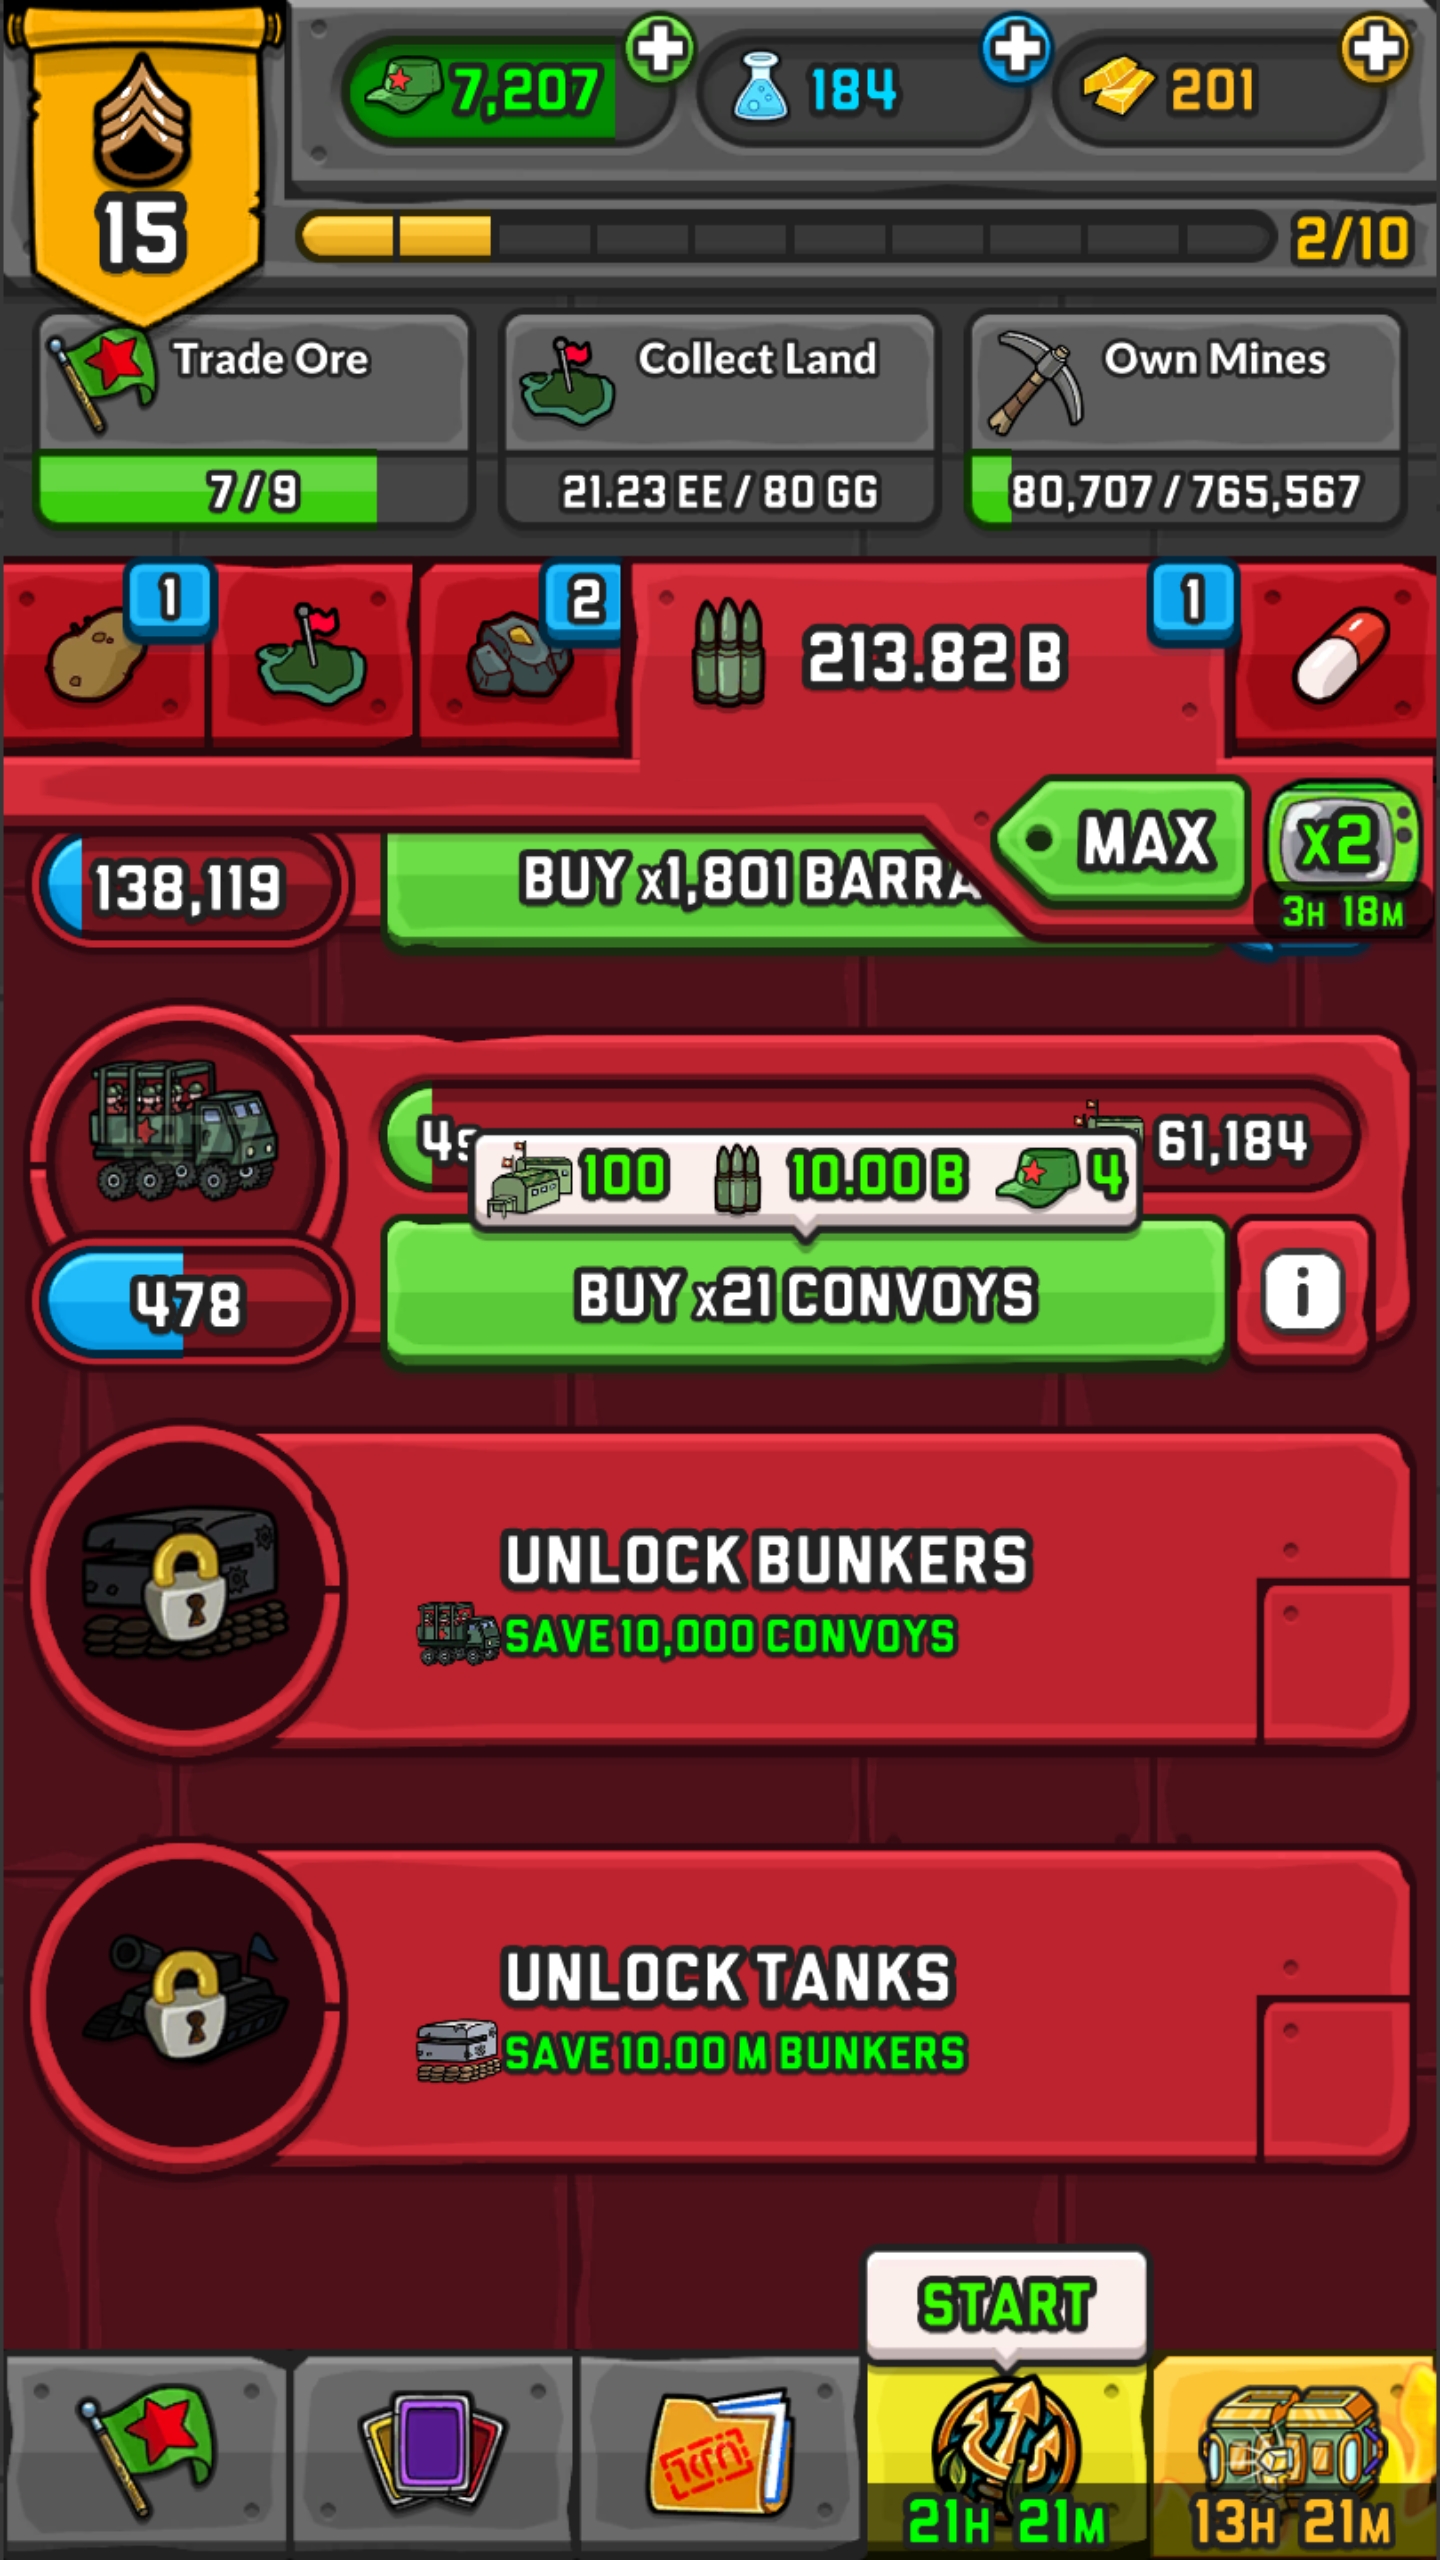 7,207
184
201
15
2/10
Trade Ore
Collect Land
Own Mines
7/9
21.23 EE / 80 GG
80,707 / 765,567
1
2
213.82 B
1
MAX
x2
3H 18M
138,119
BUY x1,801 BARRA
61,184
100
10.00 B
4
478
BUY x21 CONVOYS
i
UNLOCK BUNKERS
SAVE 10,000 CONVOYS
UNLOCK TANKS
SAVE 10.00 M BUNKERS
START
21H 21M
13H 21M